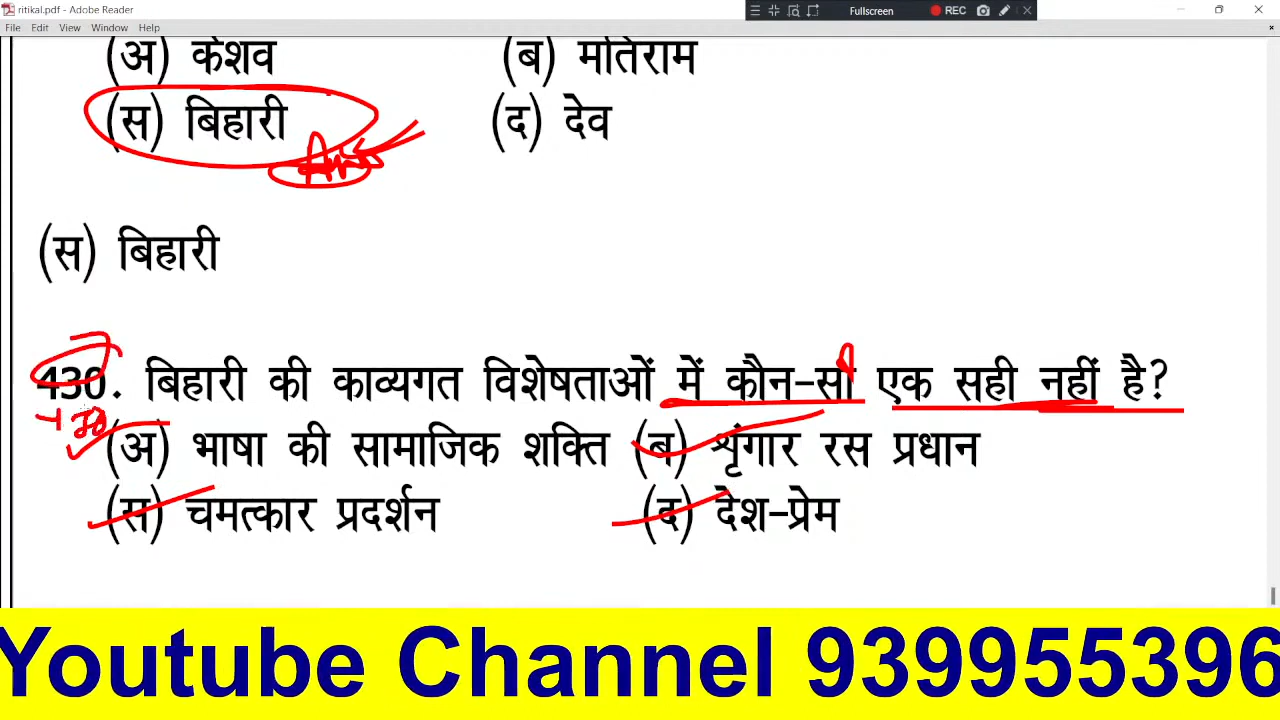 ritikal.pdf - Adobe Reader
Fullscreen
REC
File Edit View Window Help
(अ) केशव (ब) मतिराम
(स) बिहारी (द) देव
Ans
(स) बिहारी
430. बिहारी की काव्यगत विशेषताओं में कौन-सा एक सही नहीं है?
(अ) भाषा की सामाजिक शक्ति (ब) शृंगार रस प्रधान
(स) चमत्कार प्रदर्शन (द) देश-प्रेम
Youtube Channel 939955396